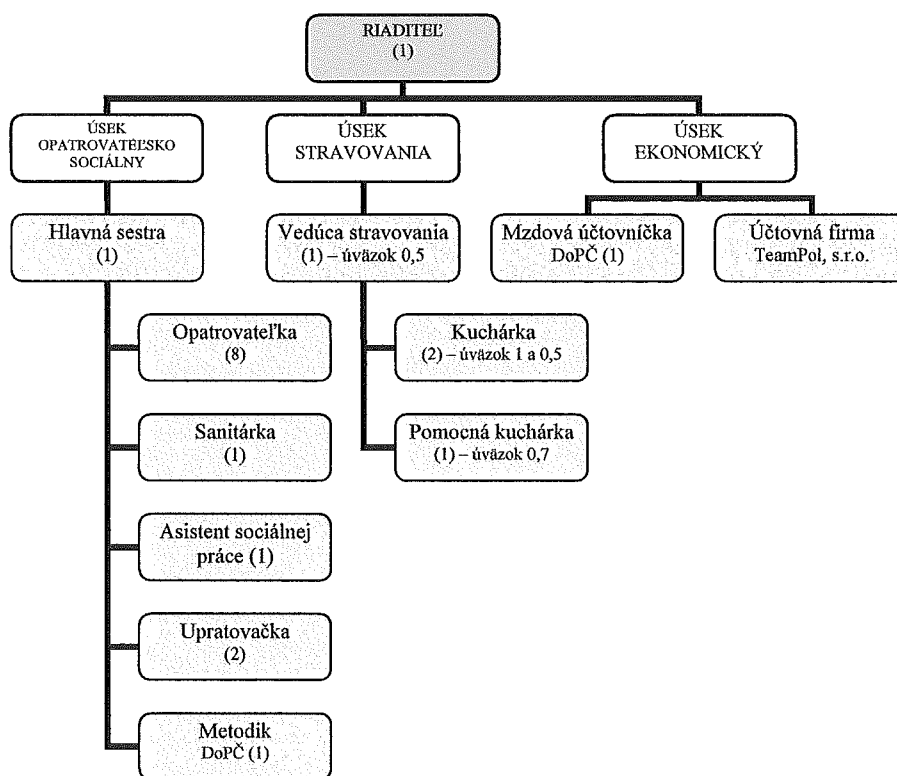 RIADITEĽ
(1)
ÚSEK
OPATROVATEĽSKO
SOCIÁLNY
ÚSEK
STRAVOVANIA
ÚSEK
EKONOMICKÝ
Hlavná sestra
(1)
Vedúca stravovania
(1) – úväzok 0,5
Mzdová účtovníčka
DoPČ (1)
Účtovná firma
TeamPol, s.r.o.
Opatrovateľka
(8)
Kuchárka
(2) – úväzok 1 a 0,5
Sanitárka
(1)
Pomocná kuchárka
(1) – úväzok 0,7
Asistent sociálnej
práce (1)
Upratovačka
(2)
Metodik
DoPČ (1)